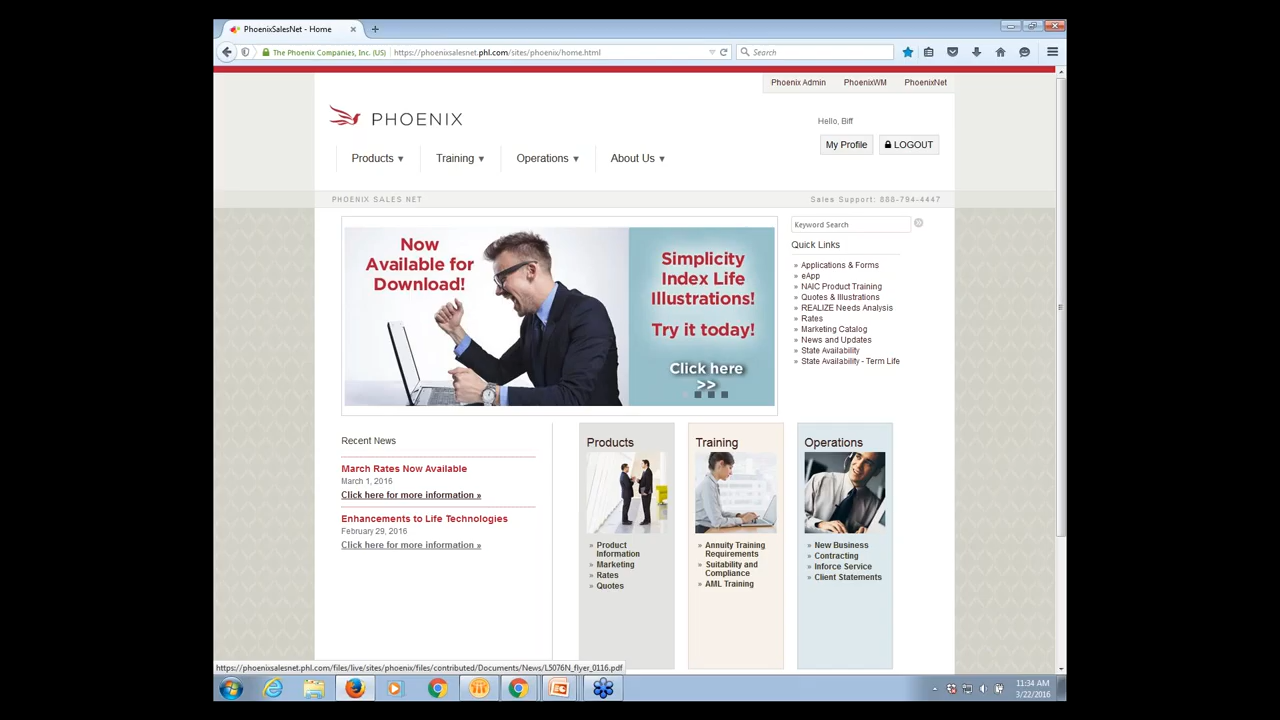 PhoenixSalesNet - Home
The Phoenix Companies, Inc. (US)
https://phoenixsalesnet.phl.com/sites/phoenix/home.html
Search
Phoenix Admin
PhoenixWM
PhoenixNet
PHOENIX
Hello, Biff
My Profile
LOGOUT
Products
Training
Operations
About Us
PHOENIX SALES NET
Sales Support: 888-794-4447
Now
Available for
Download!
Simplicity
Index Life
Illustrations!
Try it today!
Click here
>>
Keyword Search
Quick Links
» Applications & Forms
» eApp
» NAIC Product Training
» Quotes & Illustrations
» REALIZE Needs Analysis
» Rates
» Marketing Catalog
» News and Updates
» State Availability
» State Availability - Term Life
Recent News
March Rates Now Available
March 1, 2016
Click here for more information »
Enhancements to Life Technologies
February 29, 2016
Click here for more information »
Products
» Product
Information
» Marketing
» Rates
» Quotes
Training
» Annuity Training
Requirements
» Suitability and
Compliance
» AML Training
Operations
» New Business
» Contracting
» Inforce Service
» Client Statements
https://phoenixsalesnet.phl.com/files/live/sites/phoenix/files/contributed/Documents/News/L5076N_flyer_0116.pdf
11:34 AM
3/22/2016